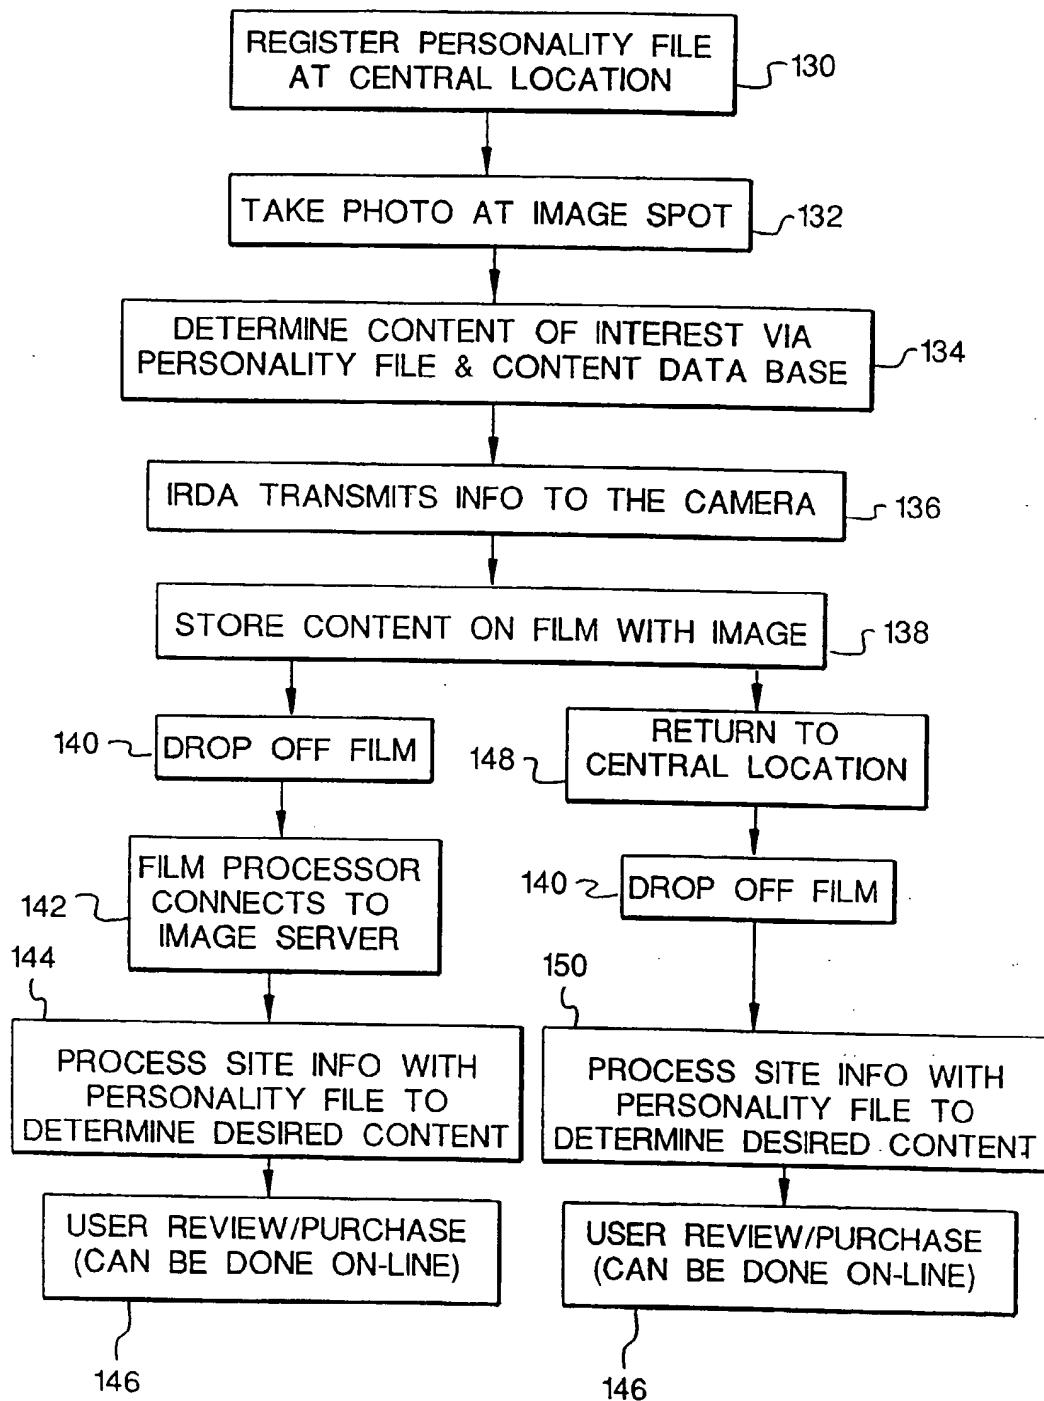 REGISTER PERSONALITY FILE
AT CENTRAL LOCATION
130
TAKE PHOTO AT IMAGE SPOT
132
DETERMINE CONTENT OF INTEREST VIA
PERSONALITY FILE & CONTENT DATA BASE
134
IRDA TRANSMITS INFO TO THE CAMERA
136
STORE CONTENT ON FILM WITH IMAGE
138
140
DROP OFF FILM
142
FILM PROCESSOR
CONNECTS TO
IMAGE SERVER
144
PROCESS SITE INFO WITH
PERSONALITY FILE TO
DETERMINE DESIRED CONTENT
USER REVIEW/PURCHASE
(CAN BE DONE ON-LINE)
146
148
RETURN TO
CENTRAL LOCATION
140
DROP OFF FILM
150
PROCESS SITE INFO WITH
PERSONALITY FILE TO
DETERMINE DESIRED CONTENT
USER REVIEW/PURCHASE
(CAN BE DONE ON-LINE)
146